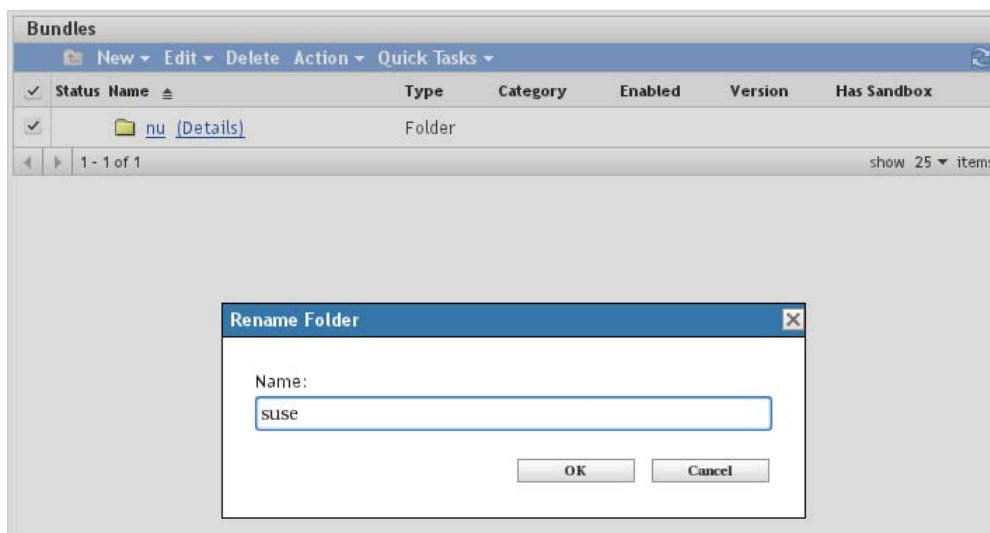 Bundles
New Edit Delete Action Quick Tasks
Status Name Type Category Enabled Version Has Sandbox
nu (Details) Folder
1 - 1 of 1 show 25 items
Rename Folder
Name:
suse
OK Cancel